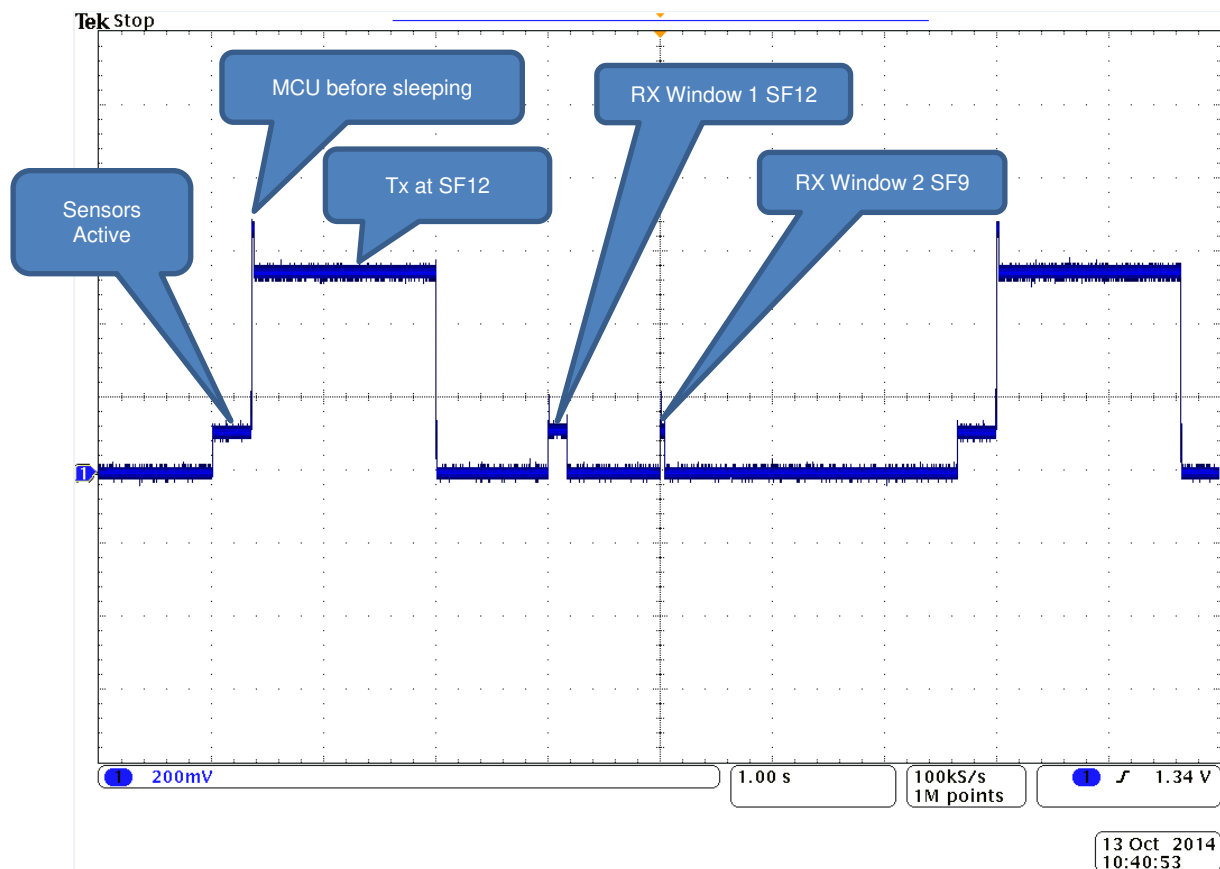 Tek Stop
MCU before sleeping
RX Window 1 SF12
Tx at SF12
RX Window 2 SF9
Sensors
Active
1
1 200mV
1.00 s
100kS/s
1M points
1 1.34 V
13 Oct 2014
10:40:53